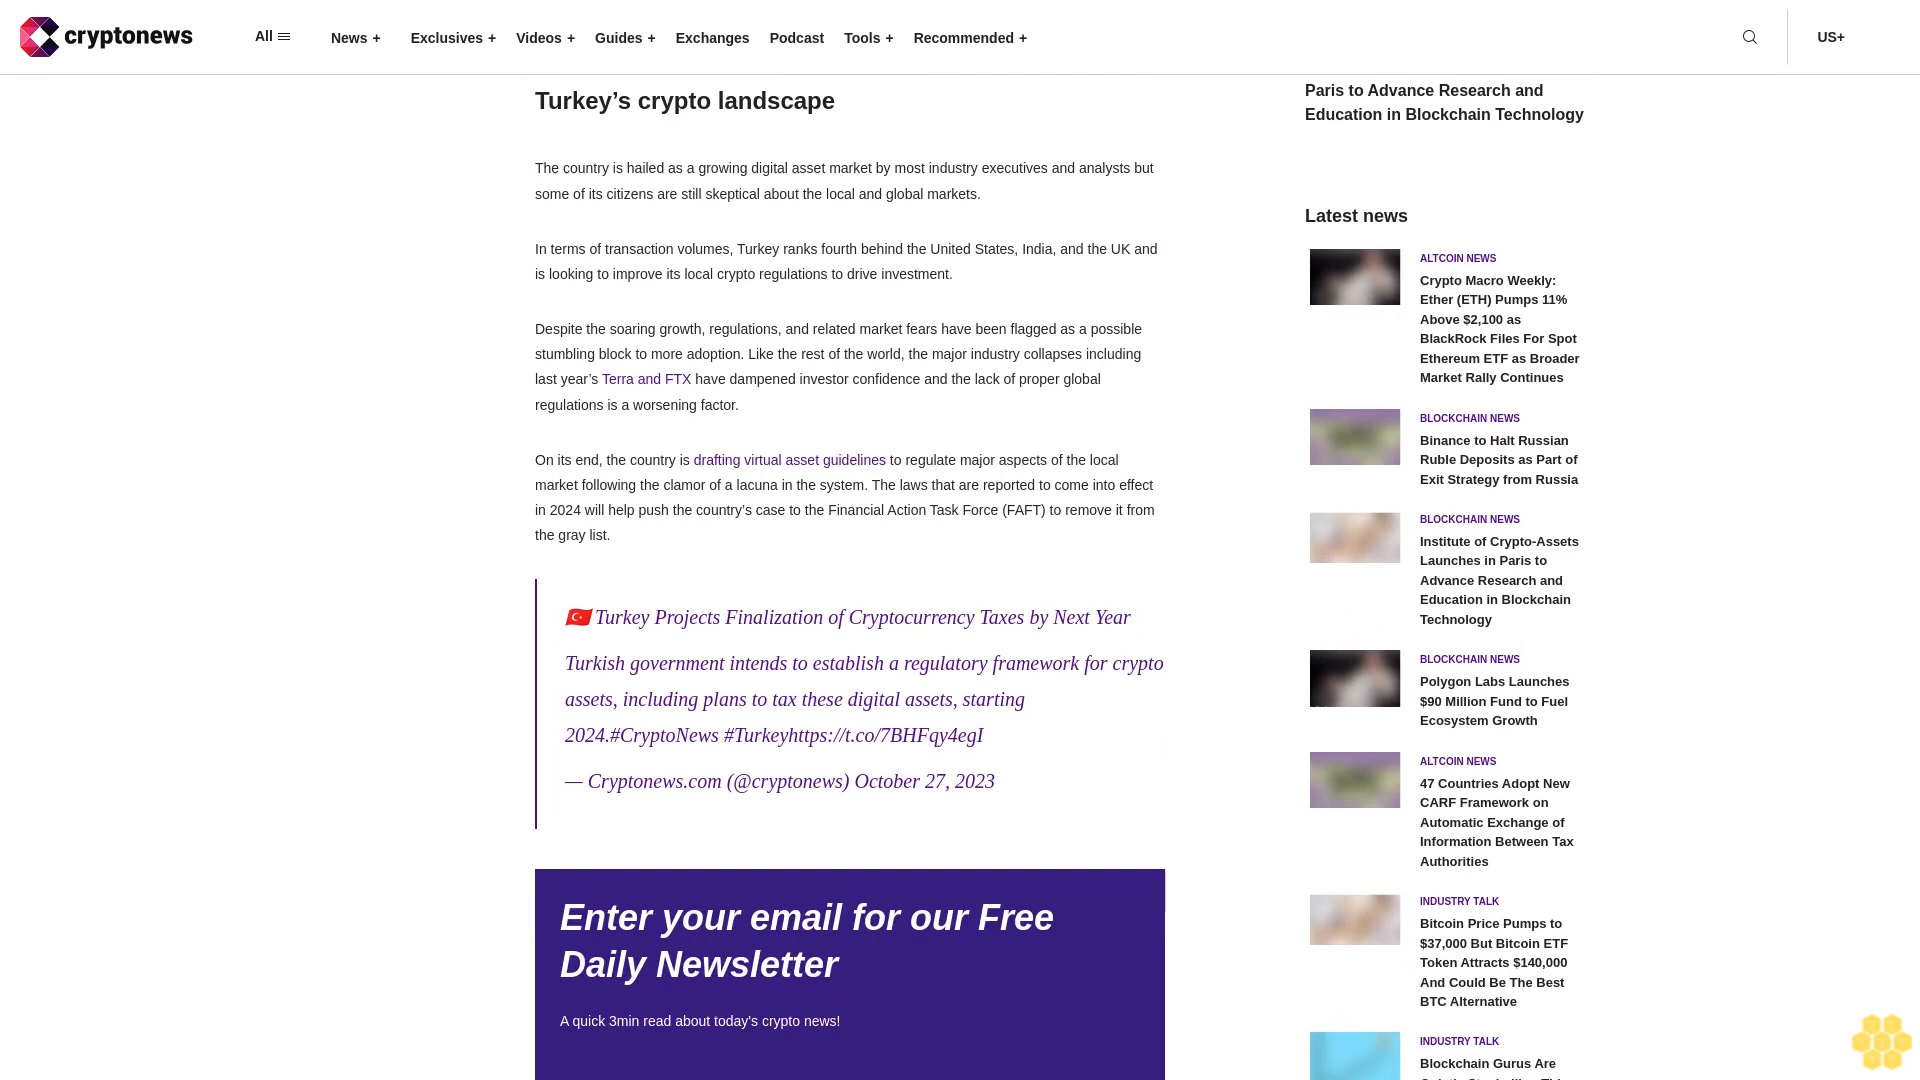 cryptonews
All
News +
Exclusives +
Videos +
Guides +
Exchanges
Podcast
Tools +
Recommended +
US+
Turkey’s crypto landscape
The country is hailed as a growing digital asset market by most industry executives and analysts but
some of its citizens are still skeptical about the local and global markets.
In terms of transaction volumes, Turkey ranks fourth behind the United States, India, and the UK and
is looking to improve its local crypto regulations to drive investment.
Despite the soaring growth, regulations, and related market fears have been flagged as a possible
stumbling block to more adoption. Like the rest of the world, the major industry collapses including
last year’s Terra and FTX have dampened investor confidence and the lack of proper global
regulations is a worsening factor.
On its end, the country is drafting virtual asset guidelines to regulate major aspects of the local
market following the clamor of a lacuna in the system. The laws that are reported to come into effect
in 2024 will help push the country’s case to the Financial Action Task Force (FAFT) to remove it from
the gray list.
🇹🇷 Turkey Projects Finalization of Cryptocurrency Taxes by Next Year
Turkish government intends to establish a regulatory framework for crypto
assets, including plans to tax these digital assets, starting
2024.#CryptoNews #Turkeyhttps://t.co/7BHFqy4egI
— Cryptonews.com (@cryptonews) October 27, 2023
Enter your email for our Free
Daily Newsletter
A quick 3min read about today's crypto news!
Paris to Advance Research and
Education in Blockchain Technology
Latest news
ALTCOIN NEWS
Crypto Macro Weekly:
Ether (ETH) Pumps 11%
Above $2,100 as
BlackRock Files For Spot
Ethereum ETF as Broader
Market Rally Continues
BLOCKCHAIN NEWS
Binance to Halt Russian
Ruble Deposits as Part of
Exit Strategy from Russia
BLOCKCHAIN NEWS
Institute of Crypto-Assets
Launches in Paris to
Advance Research and
Education in Blockchain
Technology
BLOCKCHAIN NEWS
Polygon Labs Launches
$90 Million Fund to Fuel
Ecosystem Growth
ALTCOIN NEWS
47 Countries Adopt New
CARF Framework on
Automatic Exchange of
Information Between Tax
Authorities
INDUSTRY TALK
Bitcoin Price Pumps to
$37,000 But Bitcoin ETF
Token Attracts $140,000
And Could Be The Best
BTC Alternative
INDUSTRY TALK
Blockchain Gurus Are